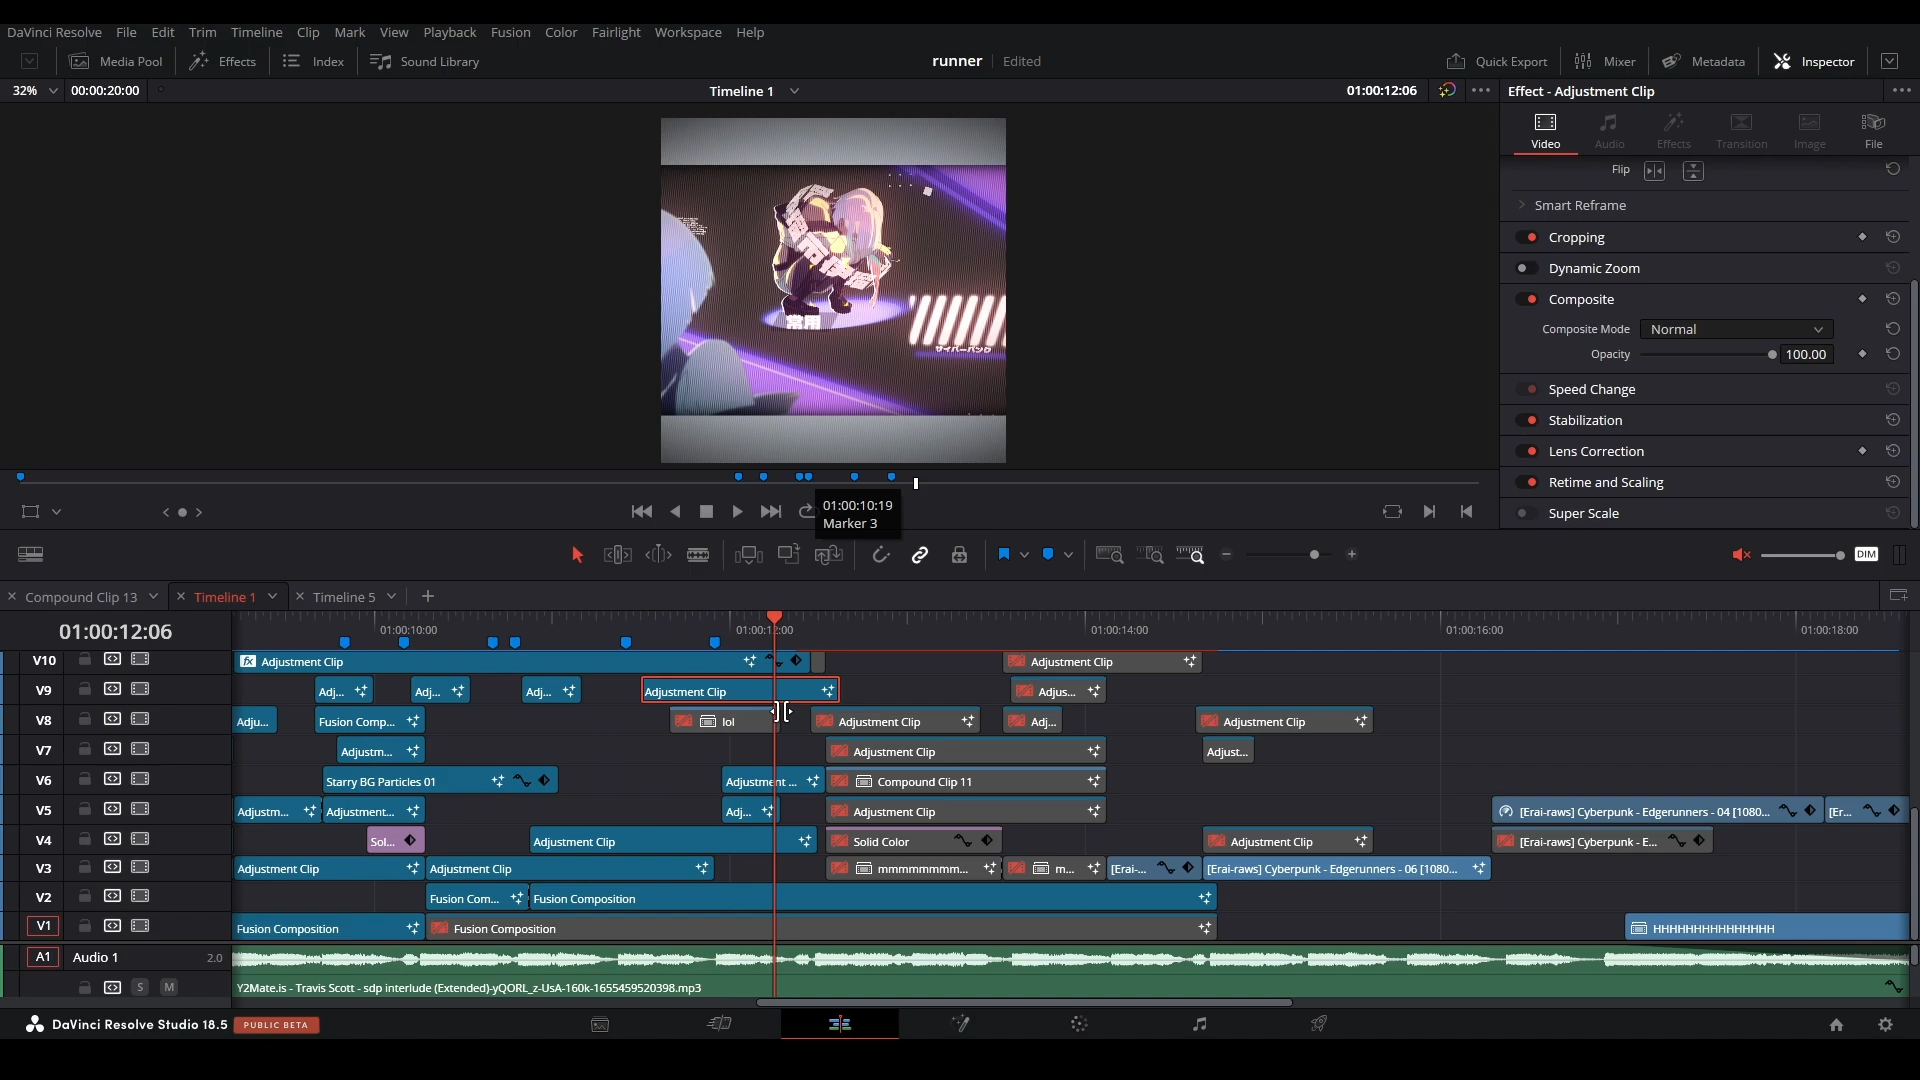 DaVinci Resolve File Edit Trim Timeline Clip Mark View Playback Fusion Color Fairlight Workspace Help
Media Pool Effects Index Sound Library runner Edited Quick Export Mixer Metadata Inspector
32% 00:00:20:00 Timeline 1 01:00:12:06 Effect - Adjustment Clip
Video Audio Effects Transition Image File
Flip
Smart Reframe
Cropping
Dynamic Zoom
Composite
Composite Mode Normal
Opacity 100.00
Speed Change
Stabilization
Lens Correction
Retime and Scaling
Super Scale
常用
サイバーパンク
01:00:10:19
Marker 3
DIM
Compound Clip 13 Timeline 1 Timeline 5
01:00:12:06 01:00:10:00 01:00:12:00 01:00:14:00 01:00:16:00 01:00:18:00
V10 fx Adjustment Clip Adjustment Clip
V9 Adj... Adj... Adj... Adjustment Clip Adjus...
V8 Adju... Fusion Comp... lol Adjustment Clip Adj... Adjustment Clip
V7 Adjustm... Adjustment Clip Adjust...
V6 Starry BG Particles 01 Adjustment ... Compound Clip 11
V5 Adjustm... Adjustment... Adj... Adjustment Clip [Erai-raws] Cyberpunk - Edgerunners - 04 [1080... [Er...
V4 Sol... Adjustment Clip Solid Color Adjustment Clip [Erai-raws] Cyberpunk - E...
V3 Adjustment Clip Adjustment Clip mmmmmmmm... m... [Erai-... [Erai-raws] Cyberpunk - Edgerunners - 06 [1080...
V2 Fusion Com... Fusion Composition
V1 Fusion Composition Fusion Composition HHHHHHHHHHHHHHH
A1 Audio 1 2.0
S M Y2Mate.is - Travis Scott - sdp interlude (Extended)-yQORL_z-UsA-160k-1655459520398.mp3
DaVinci Resolve Studio 18.5 PUBLIC BETA